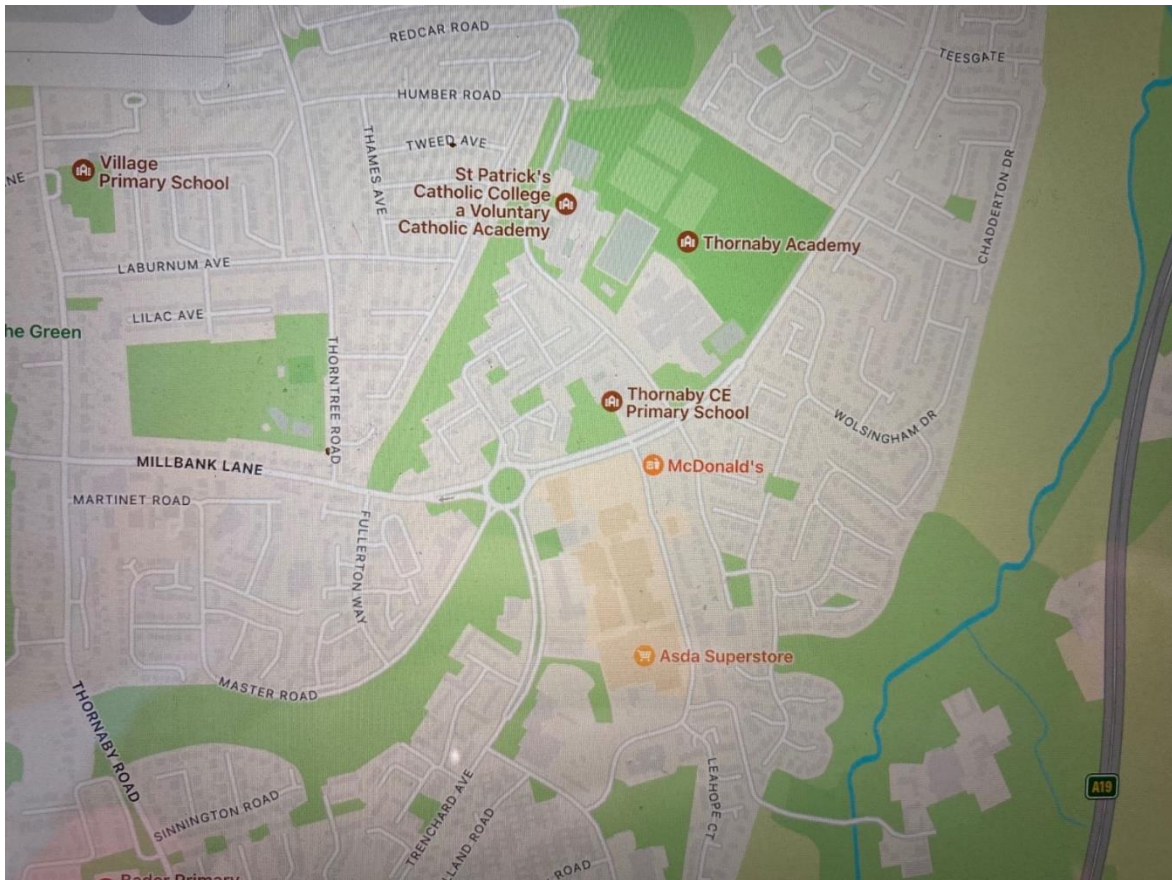 REDCAR ROAD
TEESGATE
HUMBER ROAD
THAMES AVE
TWEED AVE
CHADDERTON DR
Village
Primary School
St Patrick's
Catholic College
a Voluntary
Catholic Academy
Thornaby Academy
LABURNUM AVE
LILAC AVE
he Green
THORNTREE ROAD
Thornaby CE
Primary School
WOLSINGHAM DR
McDonald's
MILLBANK LANE
MARTINET ROAD
FULLERTON WAY
Asda Superstore
MASTER ROAD
THORNABY ROAD
LEAHOPE CT
A19
SINNINGTON ROAD
TRENCHARD AVE
LLAND ROAD
ROAD